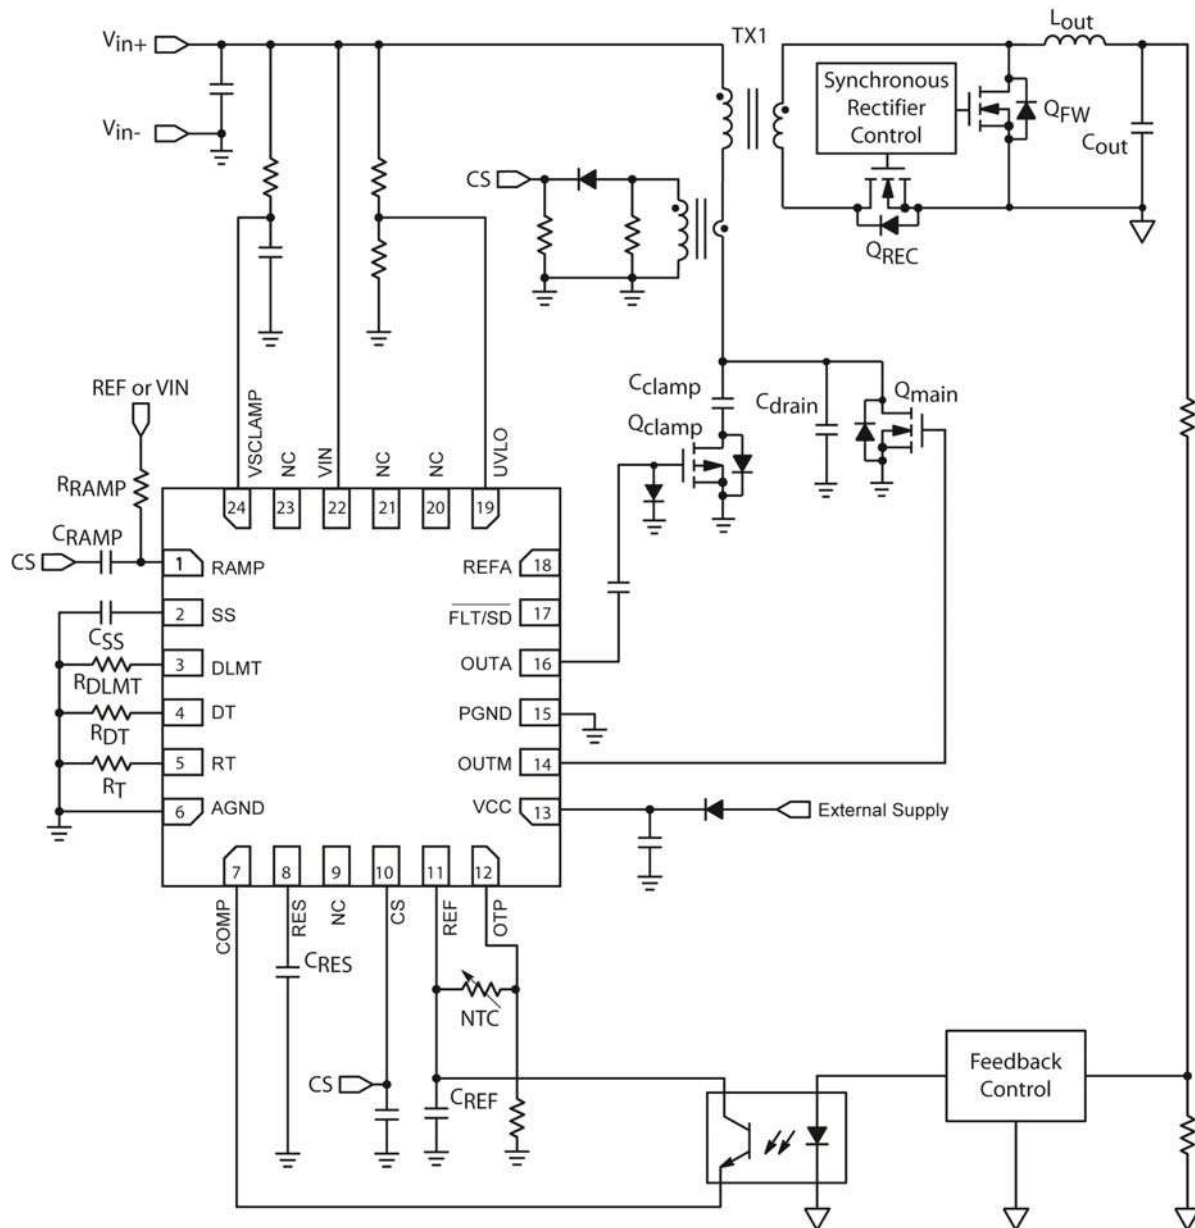 Vin+
Vin-
TX1
Lout
Synchronous
Rectifier
Control
QFW
Cout
QREC
CS
REF or VIN
RRAMP
CRAMP
CS
VSCLAMP
NC
VIN
NC
NC
UVLO
24
23
22
21
20
19
Cclamp
Qclamp
Cdrain
Qmain
1 RAMP
2 SS
CSS
3 DLMT
RDLMT
4 DT
RDT
5 RT
RT
6 AGND
REFA 18
FLT/SD 17
OUTA 16
PGND 15
OUTM 14
VCC 13
External Supply
7
8
9
10
11
12
COMP
RES
NC
CS
REF
OTP
CRES
NTC
CS
CREF
Feedback
Control